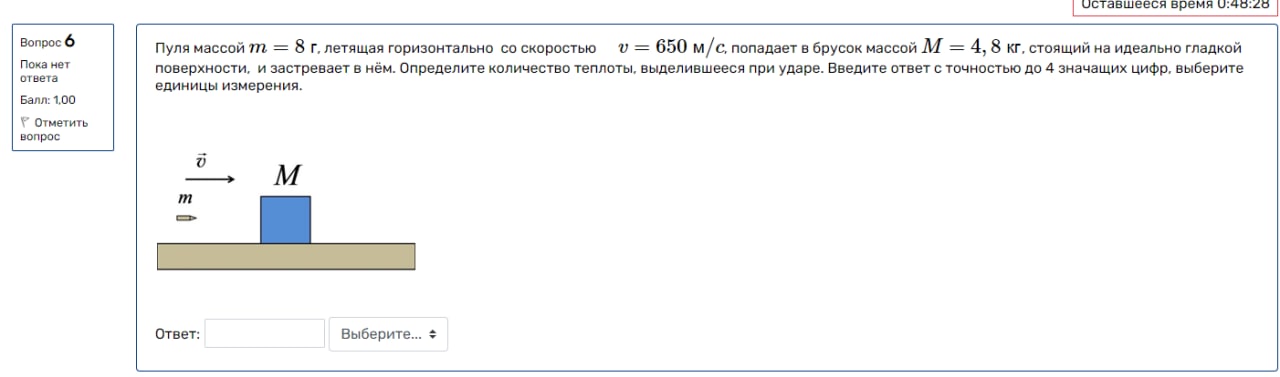 Оставшееся время 0:48:28
Вопрос 6
Пока нет
ответа
Балл: 1,00
Отметить
вопрос
Пуля массой m = 8 г, летящая горизонтально со скоростью v = 650 м/с, попадает в брусок массой M = 4, 8 кг, стоящий на идеально гладкой
поверхности, и застревает в нём. Определите количество теплоты, выделившееся при ударе. Введите ответ с точностью до 4 значащих цифр, выберите
единицы измерения.
v⃗
M
m
Ответ:
Выберите...